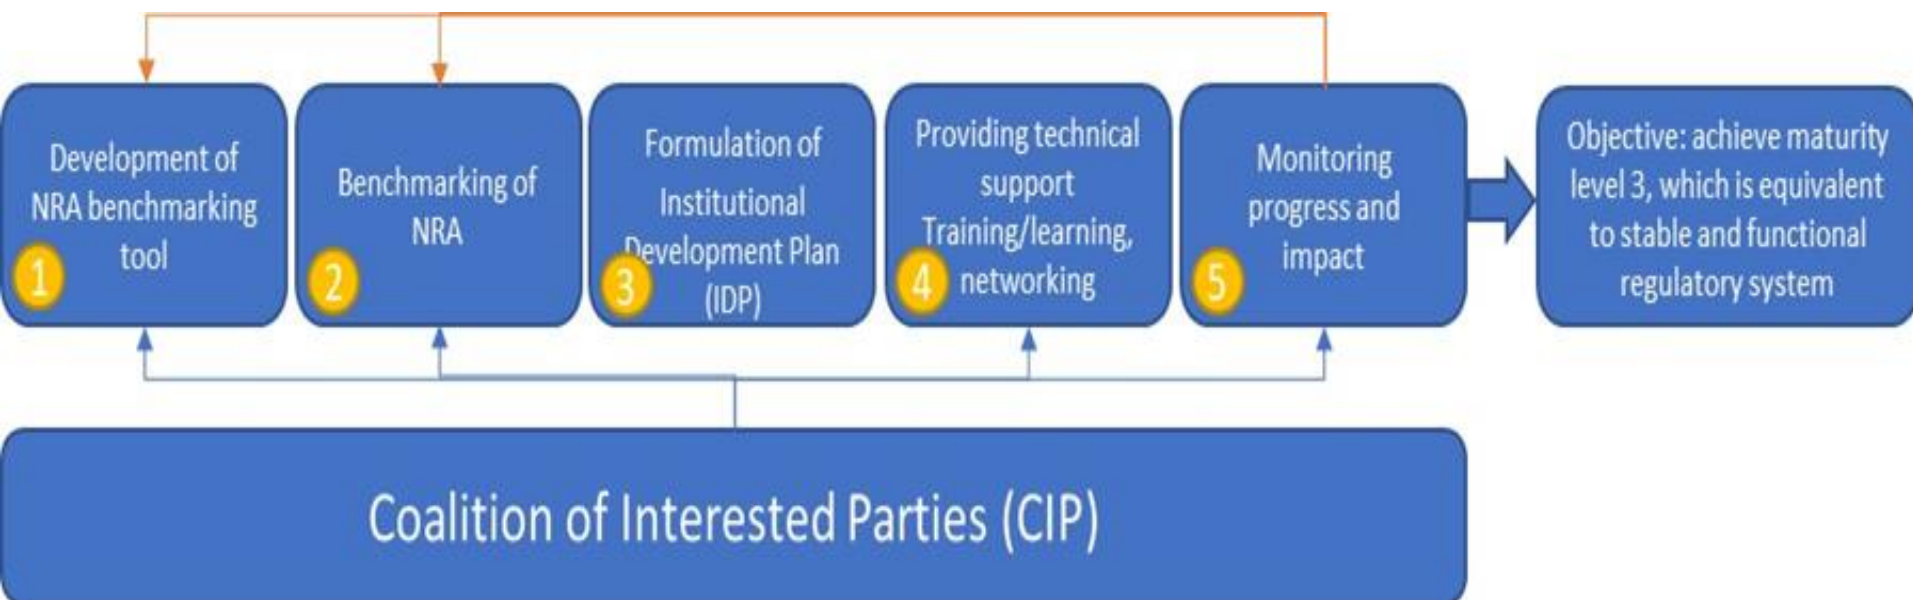 Development of
NRA benchmarking
tool
1
Benchmarking of
NRA
2
Formulation of
Institutional
Development Plan
(IDP)
3
Providing technical
support
Training/learning,
networking
4
Monitoring
progress and
impact
5
Objective: achieve maturity
level 3, which is equivalent
to stable and functional
regulatory system
Coalition of Interested Parties (CIP)